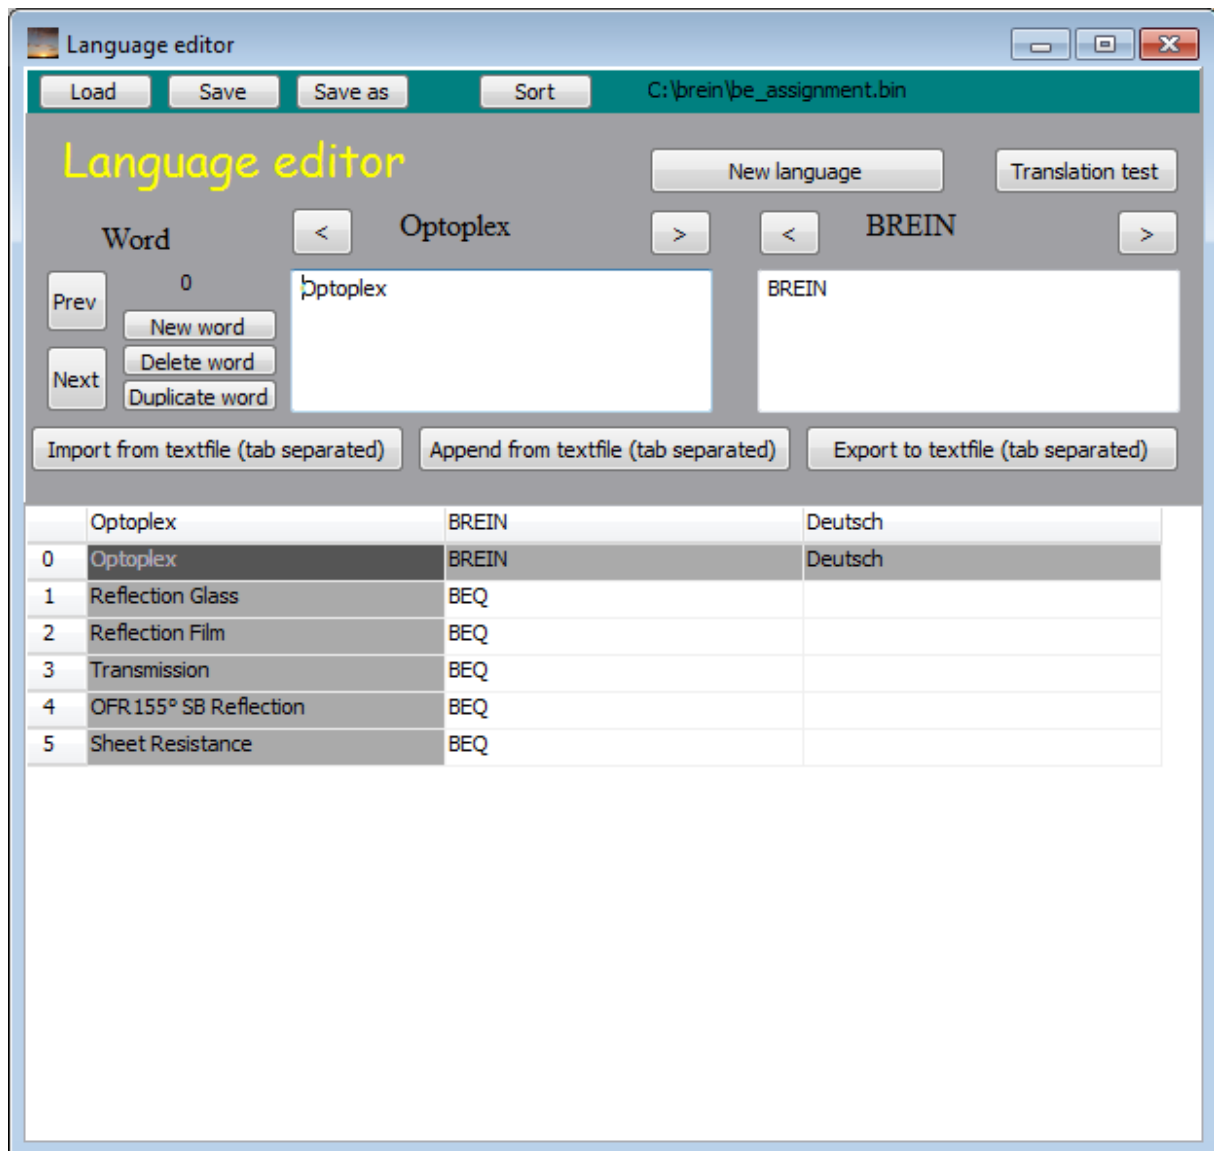 Language editor
Load Save Save as Sort C:\brein\be_assignment.bin
Language editor
New language Translation test
Word < Optoplex > < BREIN >
Prev 0 Optoplex BREIN
New word
Next Delete word
Duplicate word
Import from textfile (tab separated) Append from textfile (tab separated) Export to textfile (tab separated)
Optoplex BREIN Deutsch
0 Optoplex BREIN Deutsch
1 Reflection Glass BEQ
2 Reflection Film BEQ
3 Transmission BEQ
4 OFR155° SB Reflection BEQ
5 Sheet Resistance BEQ